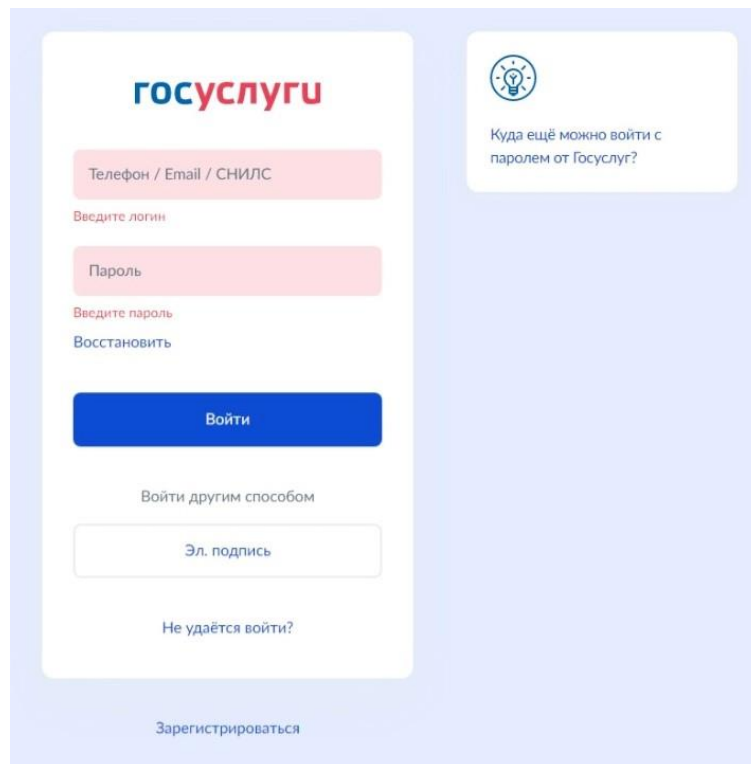 госуслуги
Телефон / Email / СНИЛС
Введите логин
Пароль
Введите пароль
Восстановить
Войти
Войти другим способом
Эл. подпись
Не удаётся войти?
Зарегистрироваться
Куда ещё можно войти с
паролем от Госуслуг?